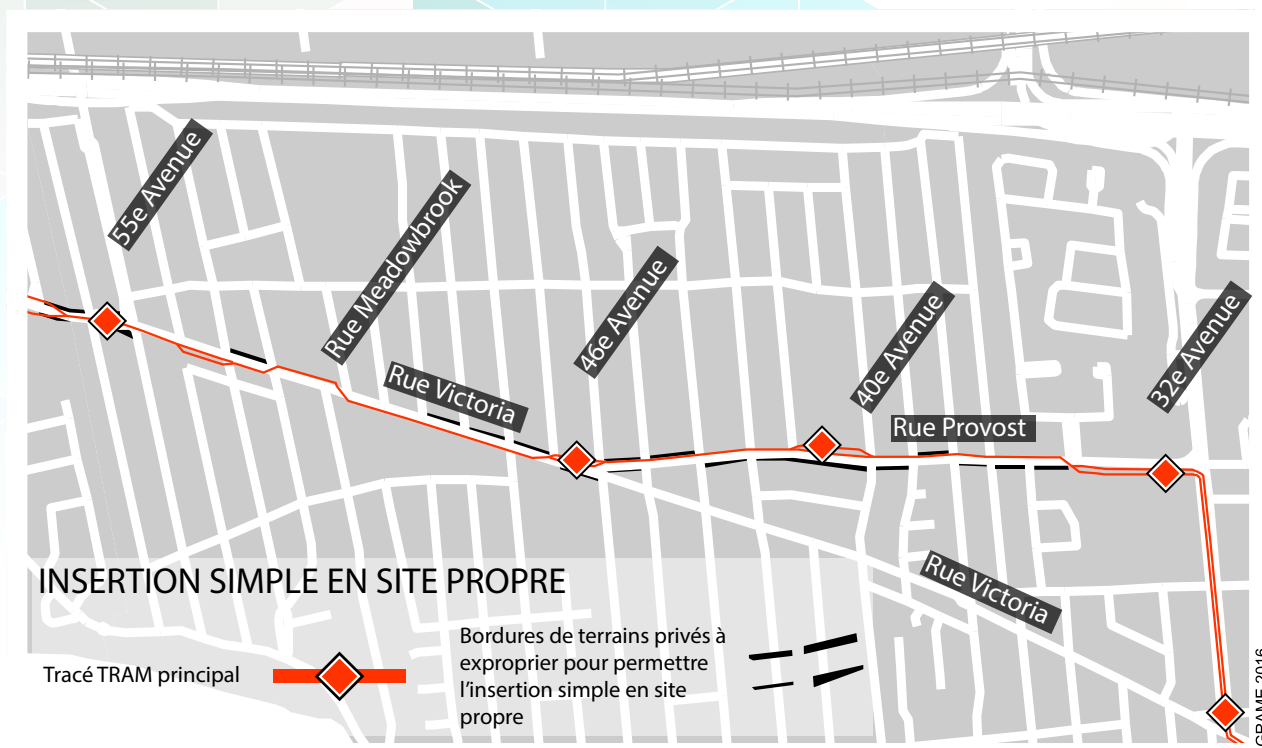 55e Avenue
Rue Meadowbrook
Rue Victoria
46e Avenue
40e Avenue
Rue Provost
32e Avenue
Rue Victoria
INSERTION SIMPLE EN SITE PROPRE
Tracé TRAM principal
Bordures de terrains privés à
exproprier pour permettre
l'insertion simple en site
propre
GRAME 2016